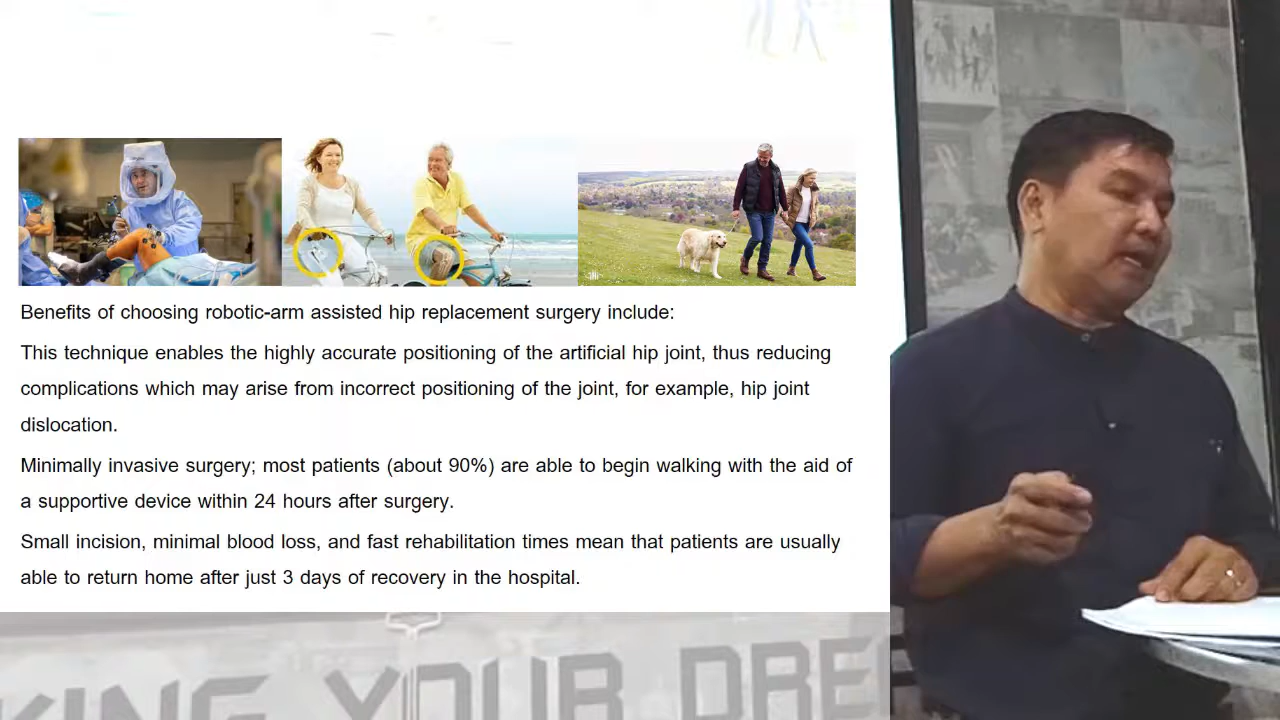 Benefits of choosing robotic-arm assisted hip replacement surgery include:
This technique enables the highly accurate positioning of the artificial hip joint, thus reducing
complications which may arise from incorrect positioning of the joint, for example, hip joint
dislocation.
Minimally invasive surgery; most patients (about 90%) are able to begin walking with the aid of
a supportive device within 24 hours after surgery.
Small incision, minimal blood loss, and fast rehabilitation times mean that patients are usually
able to return home after just 3 days of recovery in the hospital.
KING YOUR DRE